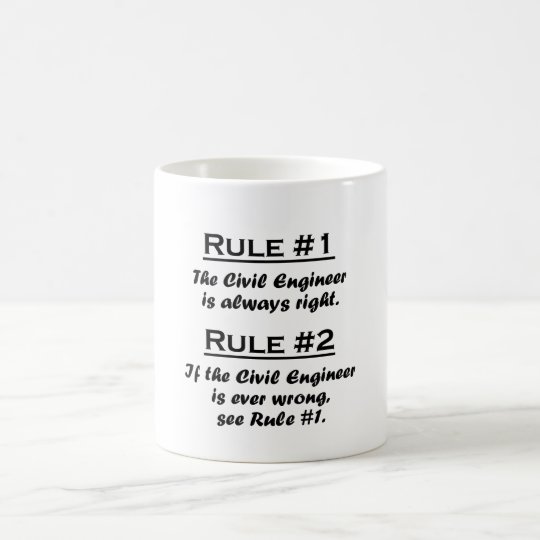 RULE #1
The Civil Engineer
is always right.
RULE #2
If the Civil Engineer
is ever wrong,
see Rule #1.